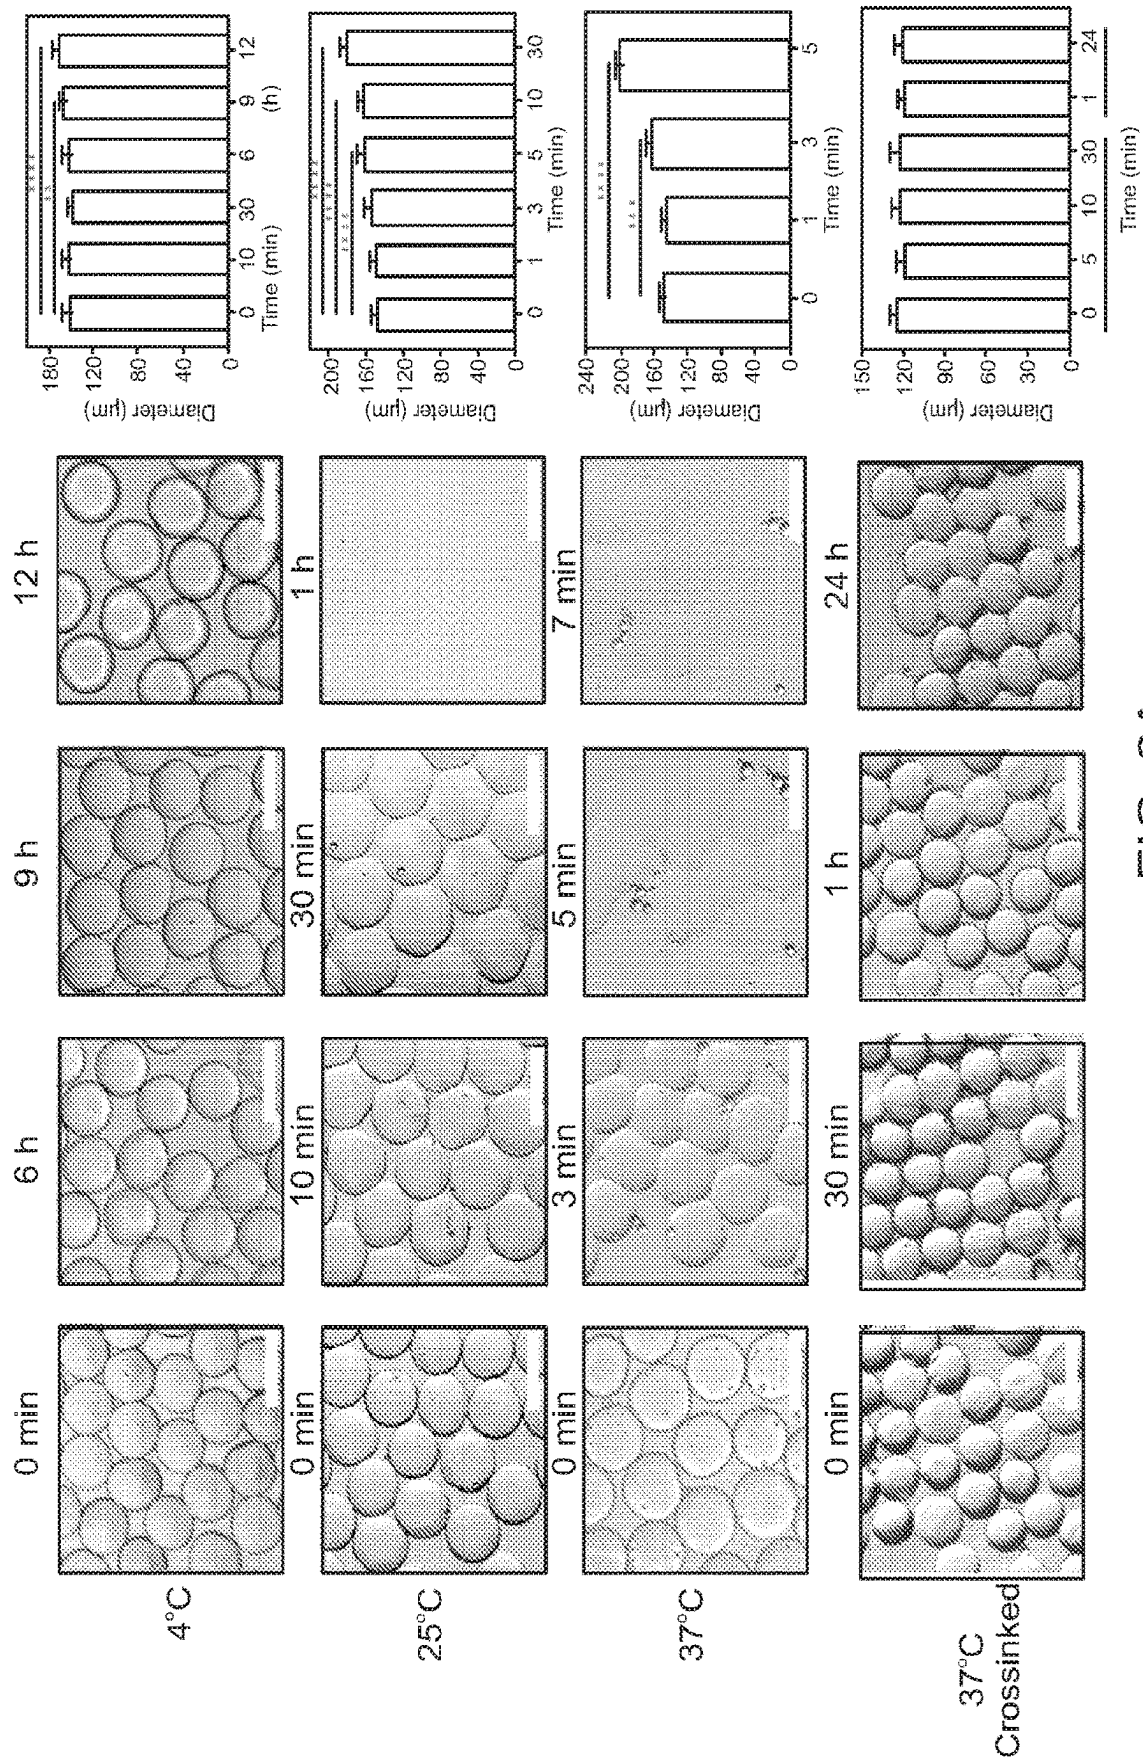 4°C
0 min
6 h
9 h
12 h
Diameter (µm)
180
120
80
40
0
****
**
0 10 30 6 9 12
Time (min) (h)
25°C
0 min
10 min
30 min
1 h
Diameter (µm)
200
160
120
80
40
0
****
****
****
0 1 3 5 10 30
Time (min)
37°C
0 min
3 min
5 min
7 min
Diameter (µm)
240
200
160
120
80
40
0
****
***
0 1 3 5
Time (min)
37°C
Crossinked
0 min
30 min
1 h
24 h
Diameter (µm)
150
120
90
60
30
0
0 5 10 30 1 24
Time (min)